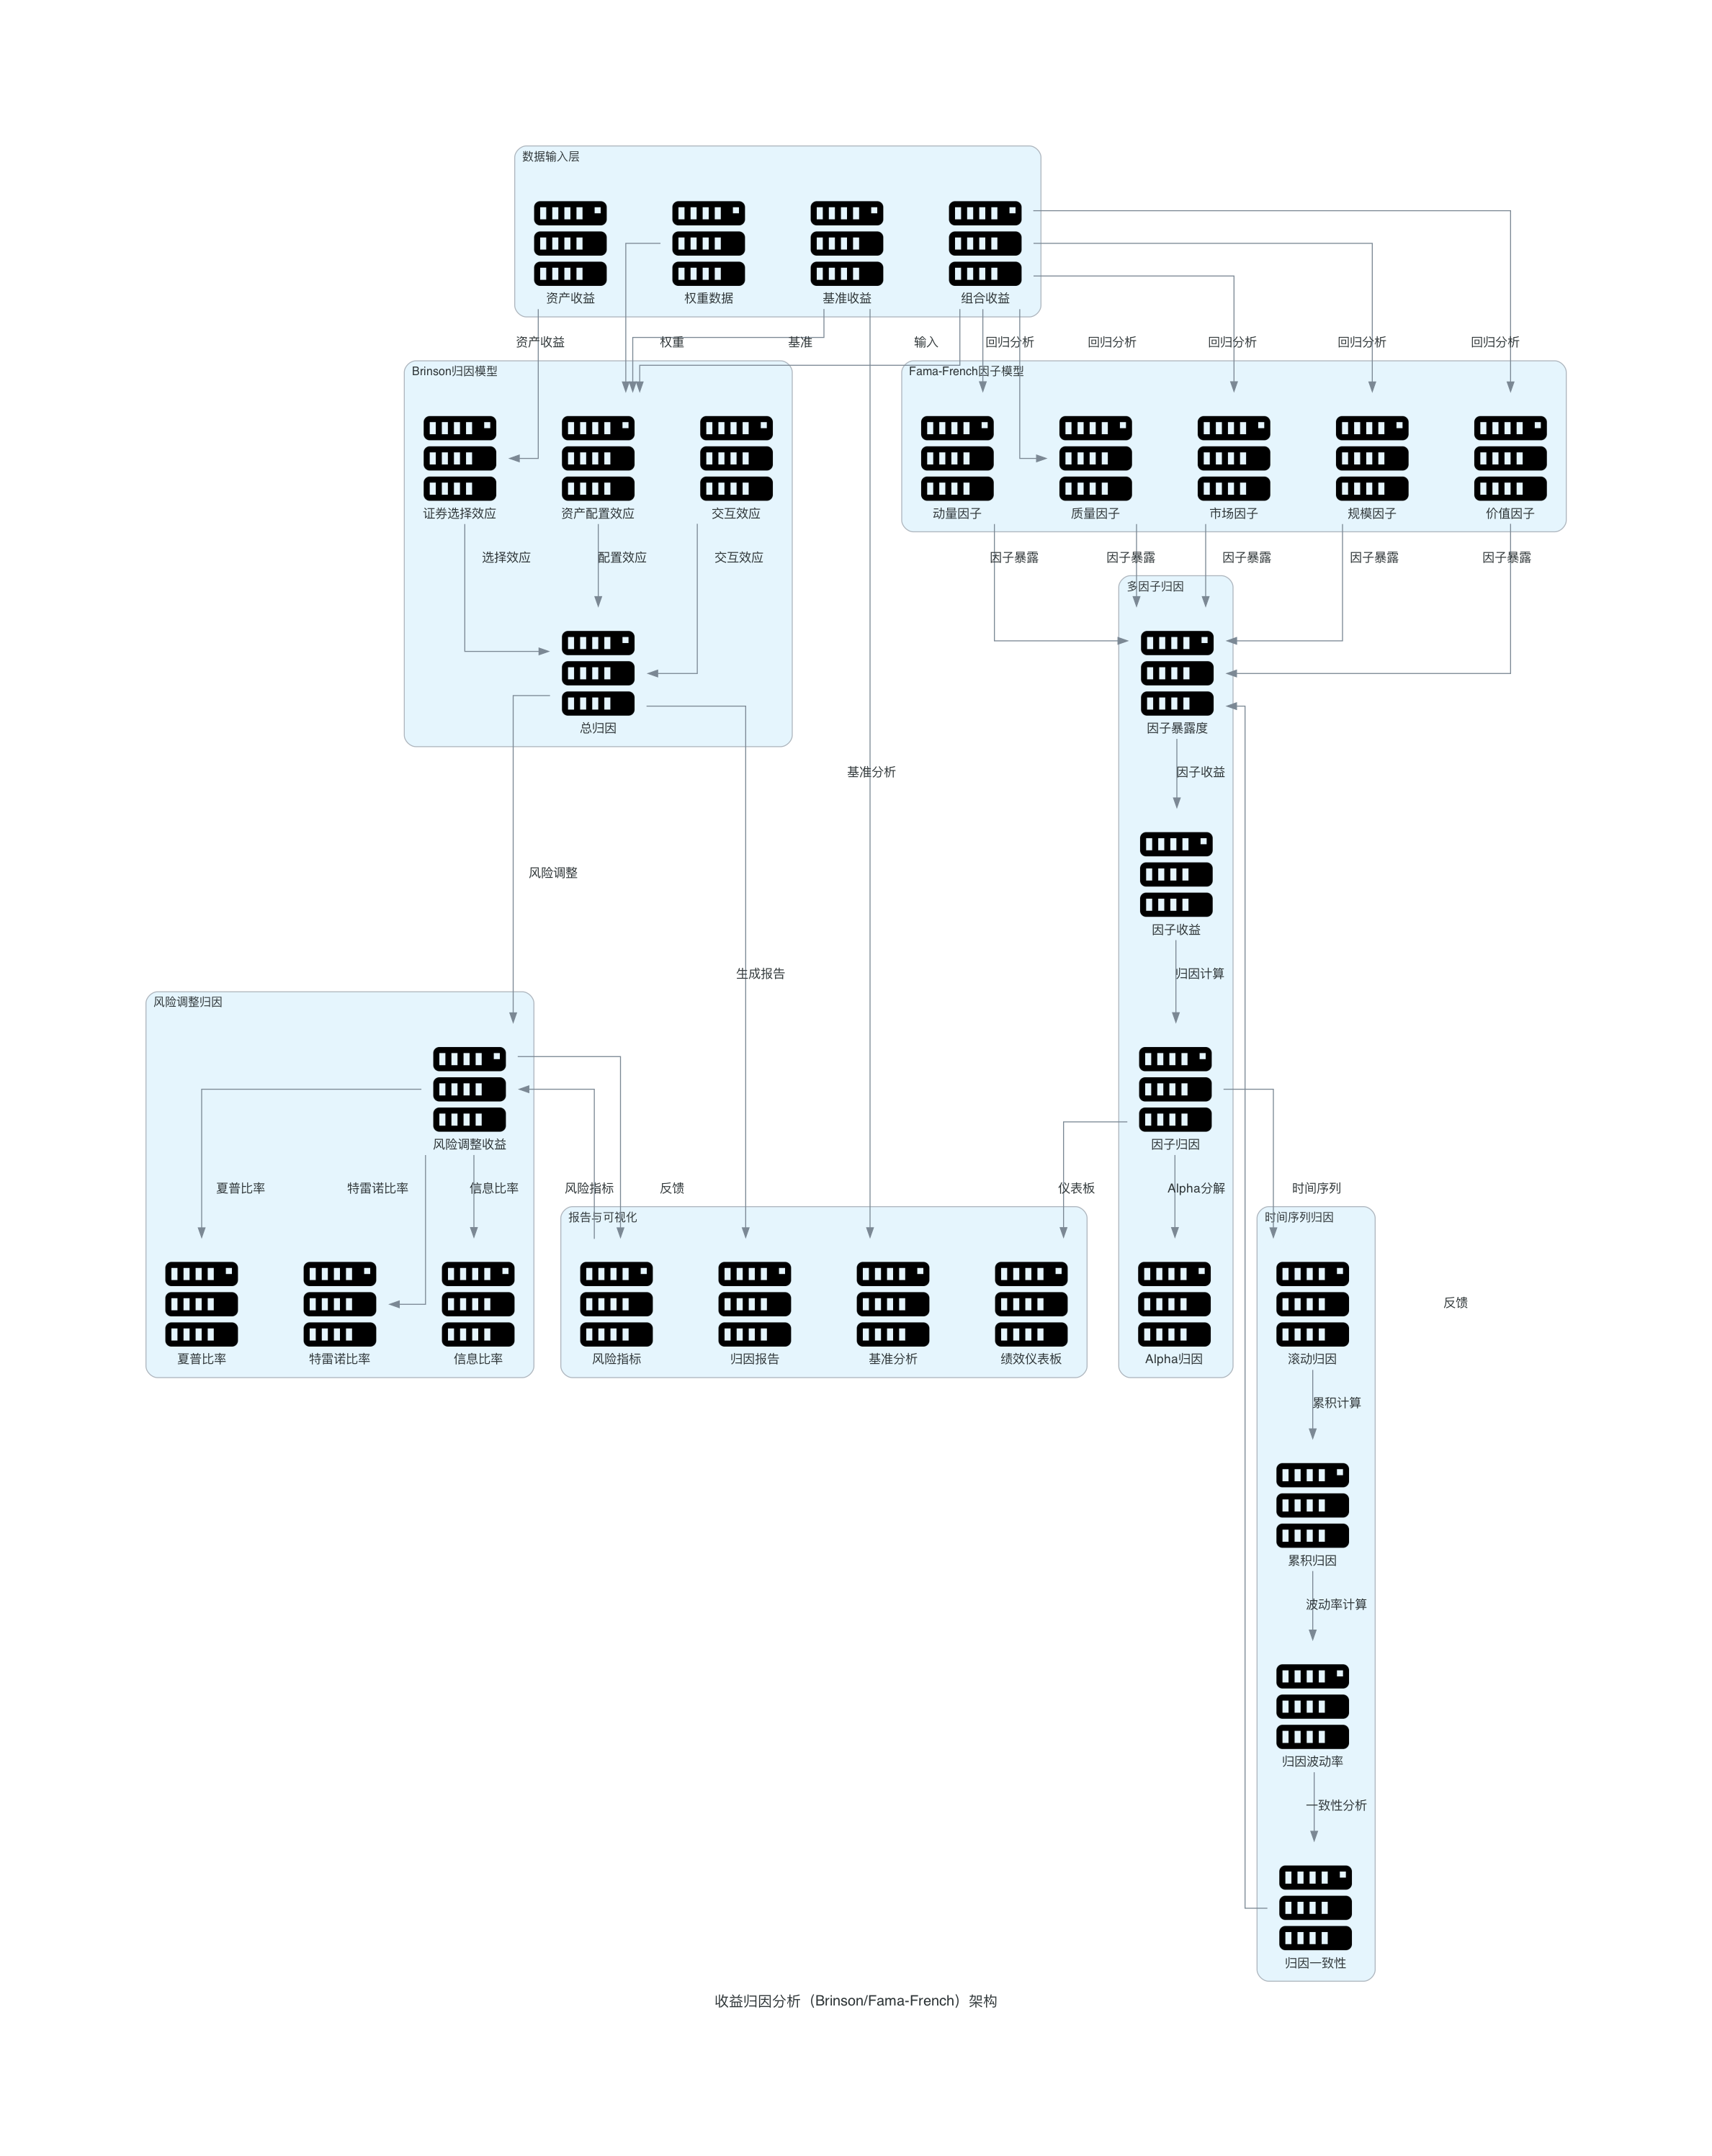 数据输入层
资产收益
权重数据
基准收益
组合收益
资产收益
权重
基准
输入
回归分析
回归分析
回归分析
回归分析
回归分析
Brinson归因模型
证券选择效应
资产配置效应
交互效应
选择效应
配置效应
交互效应
总归因
Fama-French因子模型
动量因子
质量因子
市场因子
规模因子
价值因子
因子暴露
因子暴露
因子暴露
因子暴露
因子暴露
多因子归因
因子暴露度
因子收益
因子收益
归因计算
因子归因
Alpha分解
Alpha归因
基准分析
风险调整
生成报告
风险调整归因
风险调整收益
夏普比率
特雷诺比率
信息比率
夏普比率
特雷诺比率
信息比率
风险指标
反馈
仪表板
报告与可视化
风险指标
归因报告
基准分析
绩效仪表板
时间序列
时间序列归因
滚动归因
反馈
累积计算
累积归因
波动率计算
归因波动率
一致性分析
归因一致性
收益归因分析（Brinson/Fama-French）架构